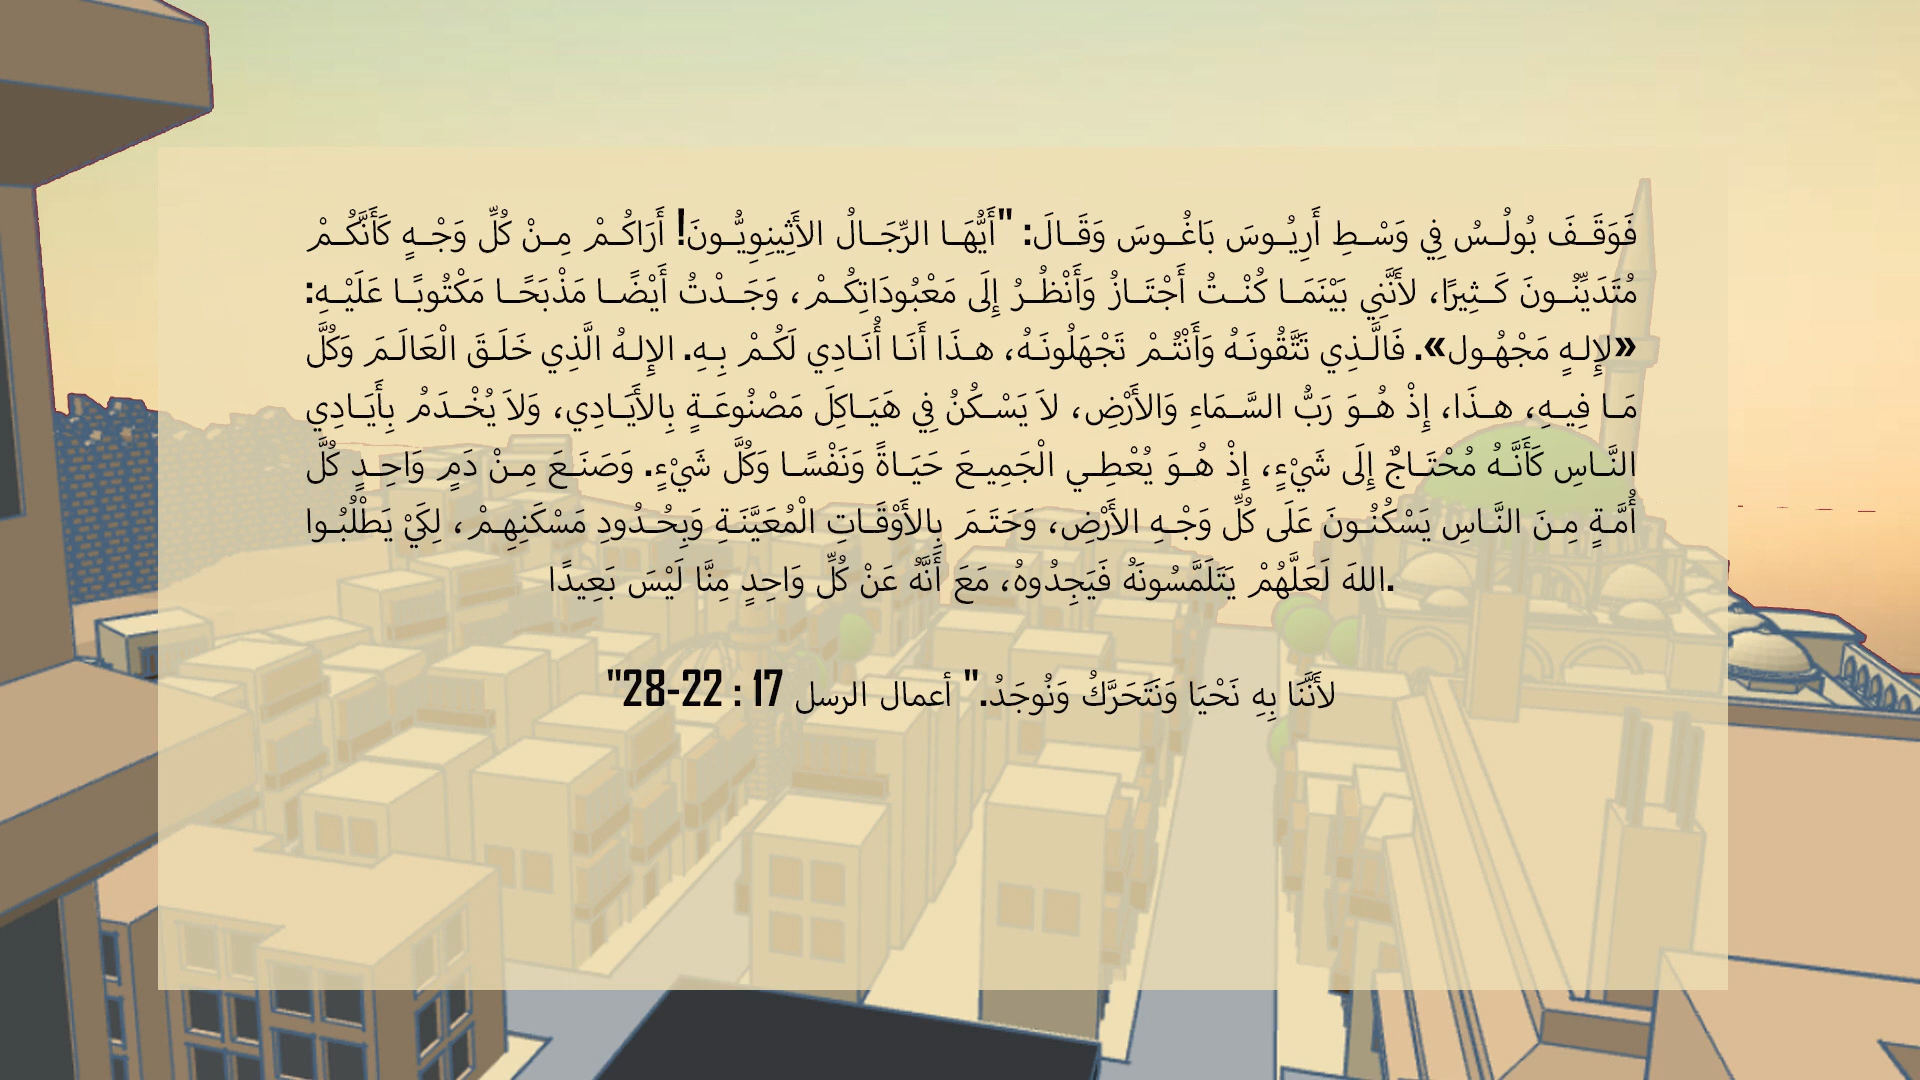 فَوَقَـفَ بُولُـسُ فِي وَسْـطِ أَرِيُـوسَ بَاغُـوسَ وَقَـالَ: "أَيُّهَـا الرِّجَـالُ الأَثِينِوِيُّـونَ! أَرَاكُـمْ مِـنْ كُلِّ وَجْـهٍ كَأَنَّكُـمْ
مُتَدَيِّنُـونَ كَـثِيرًا، لأَنَّنِي بَيْنَمَـا كُنْـتُ أَجْتَـازُ وَأَنْظُـرُ إِلَى مَعْبُودَاتِكُـمْ، وَجَـدْتُ أَيْضًـا مَذْبَحًـا مَكْتُوبًـا عَلَيْـهِ:
«لإِلـهٍ مَجْهُـول». فَالَّـذِي تَتَّقُونَـهُ وَأَنْتُـمْ تَجْهَلُونَـهُ، هـذَا أَنَـا أُنَـادِي لَكُـمْ بِـهِ. الإِلـهُ الَّذِي خَلَـقَ الْعَالَـمَ وَكُلَّ
مَـا فِيـهِ، هـذَا، إِذْ هُـوَ رَبُّ السَّـمَاءِ وَالأَرْضِ، لاَ يَسْـكُنُ فِي هَيَـاكِلَ مَصْنُوعَـةٍ بِالأَيَـادِي، وَلاَ يُخْـدَمُ بِأَيَـادِي
النَّـاسِ كَأَنَّـهُ مُحْتَـاجٌ إِلَى شَيْءٍ، إِذْ هُـوَ يُعْطِـي الْجَمِيـعَ حَيَـاةً وَنَفْسًـا وَكُلَّ شَيْءٍ. وَصَنَـعَ مِـنْ دَمٍ وَاحِـدٍ كُلَّ
أُمَّـةٍ مِـنَ النَّـاسِ يَسْكُنُـونَ عَلَى كُلِّ وَجْـهِ الأَرْضِ، وَحَتَـمَ بِالأَوْقَـاتِ الْمُعَيَّنَـةِ وَبِحُـدُودِ مَسْكَنِهِـمْ، لِكَيْ يَطْلُبُـوا
.اللهَ لَعَلَّهُمْ يَتَلَمَّسُونَهُ فَيَجِدُوهُ، مَعَ أَنَّهُ عَنْ كُلِّ وَاحِدٍ مِنَّا لَيْسَ بَعِيدًا
لأَنَّنَا بِهِ نَحْيَا وَنَتَحَرَّكُ وَنُوجَدُ." أعمال الرسل 17 : 22-28"